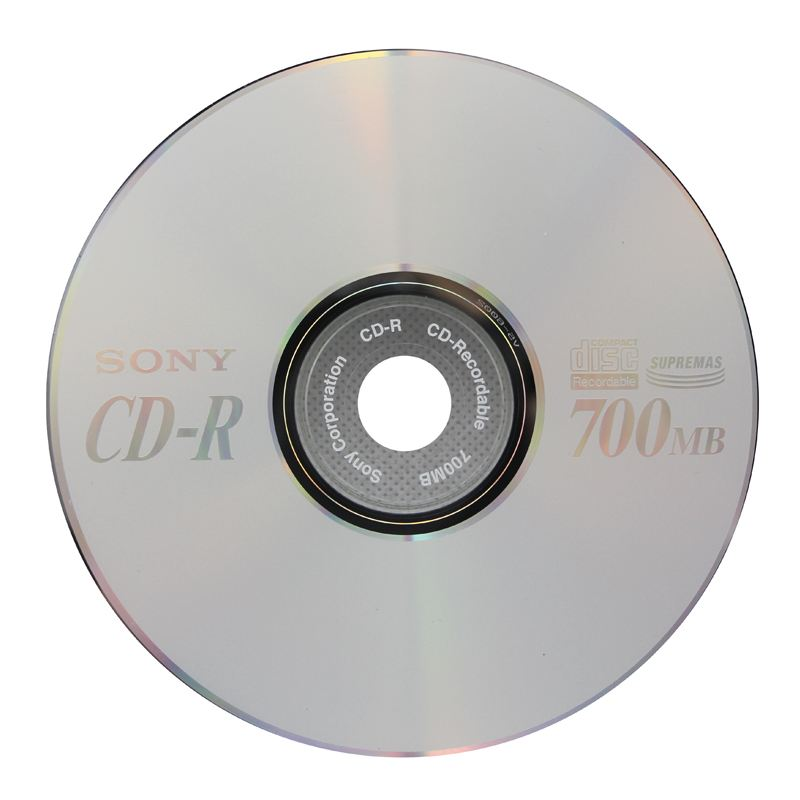 SONY
CD-R
COMPACT
disc
Recordable
SUPREMAS
700MB
Sony Corporation CD-R CD-Recordable 700MB